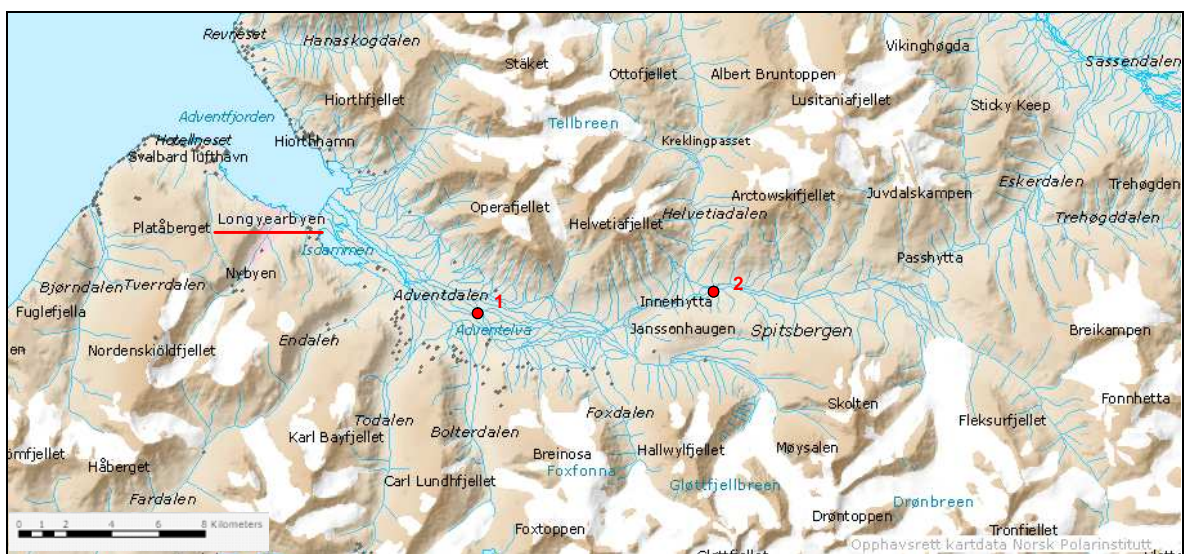 Revneset
Hanaskogdalen
Vikinghøgda
Stäket
Ottofjellet
Albert Bruntoppen
Sassendalen
Hiorthfjellet
Lusitaniafjellet
Sticky Keep
Adventfjorden
Tellbreen
Hotellneset
Hiorthhamn
Kreklingpasset
Svalbard lufthavn
Eskerdalen
Trehøgden
Arctowskifjellet
Juvdalskampen
Operafjellet
Longyearbyen
Helvetiadalen
Trehøgddalen
Platåberget
Helvetiafjellet
Isdammen
Passhytta
Nybyen
Bjørndalen
Tverrdalen
2
Adventdalen
1
Innerhytta
Fuglefjella
Adventelva
Janssonhaugen
Spitsbergen
Breikampen
Endalen
en
Nordenskiöldfjellet
Skolten
Fonnhetta
Todalen
Foxdalen
Fleksurfjellet
Karl Bayfjellet
Bolterdalen
ömfjellet
Breinosa
Hallwylfjellet
Møysalen
Håberget
Foxfonna
Carl Lundhfjellet
Gløttfjellbreen
Fardalen
Drønbreen
Drøntoppen
0 1 2 4 6 8 Kilometers
Foxtoppen
Tronfjellet
Opphavsrett kartdata Norsk Polarinstitutt
Gløttfjellet